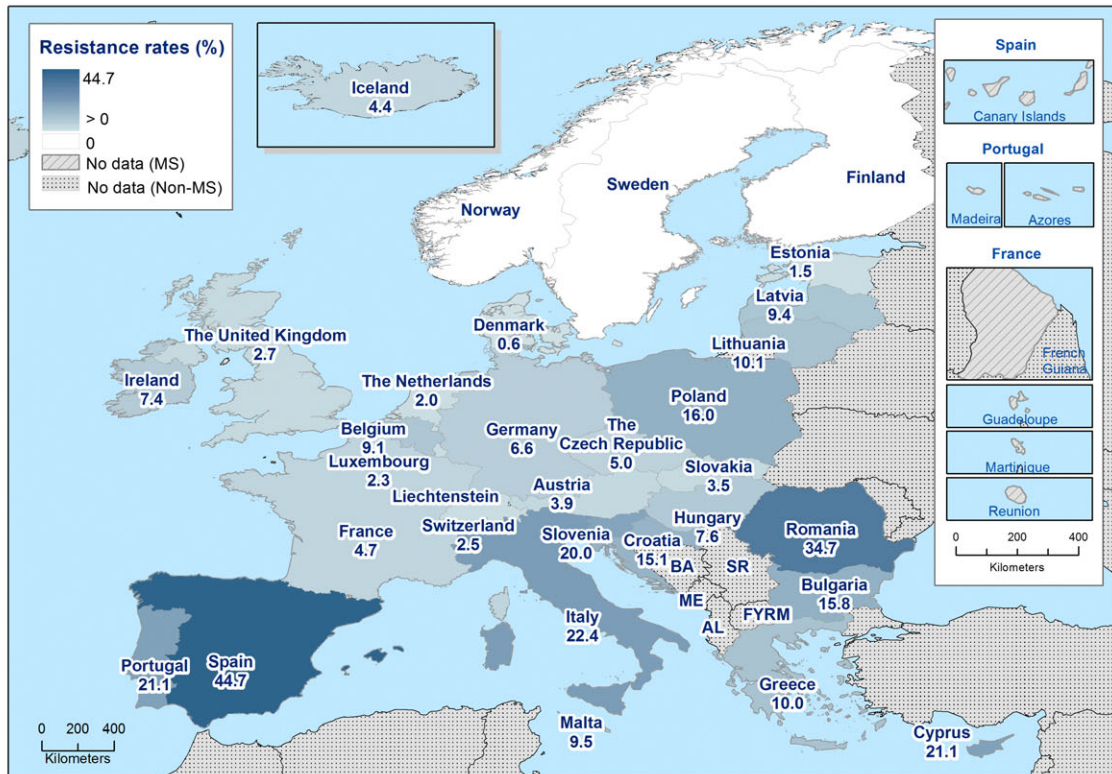 Resistance rates (%)
44.7
> 0
0
No data (MS)
No data (Non-MS)
Iceland
4.4
Norway
Sweden
Finland
Estonia
1.5
Latvia
9.4
Lithuania
10.1
Denmark
0.6
The United Kingdom
2.7
Ireland
7.4
The Netherlands
2.0
Belgium
9.1
Luxembourg
2.3
Germany
6.6
Poland
16.0
The
Czech Republic
5.0
Slovakia
3.5
Liechtenstein
Austria
3.9
France
4.7
Switzerland
2.5
Slovenia
20.0
Croatia
15.1
Hungary
7.6
Romania
34.7
BA
SR
ME
AL
FYRM
Bulgaria
15.8
Italy
22.4
Portugal
21.1
Spain
44.7
Greece
10.0
Malta
9.5
Cyprus
21.1
0 200 400
Kilometers
Spain
Canary Islands
Portugal
Madeira
Azores
France
French
Guiana
Guadeloupe
Martinique
Reunion
0 200 400
Kilometers